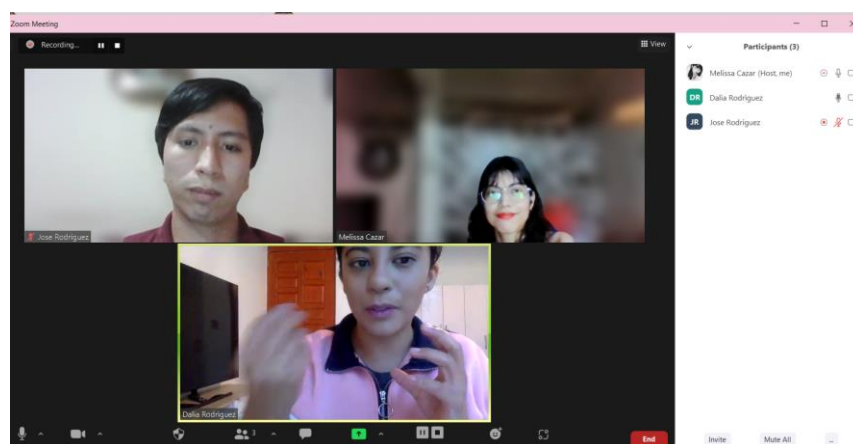 Zoom Meeting
Recording...
View
Participants (3)
Melissa Cazar (Host, me)
DR Dalia Rodriguez
JR Jose Rodriguez
Jose Rodriguez
Melissa Cazar
Dalia Rodriguez
3
End
Invite
Mute All
...